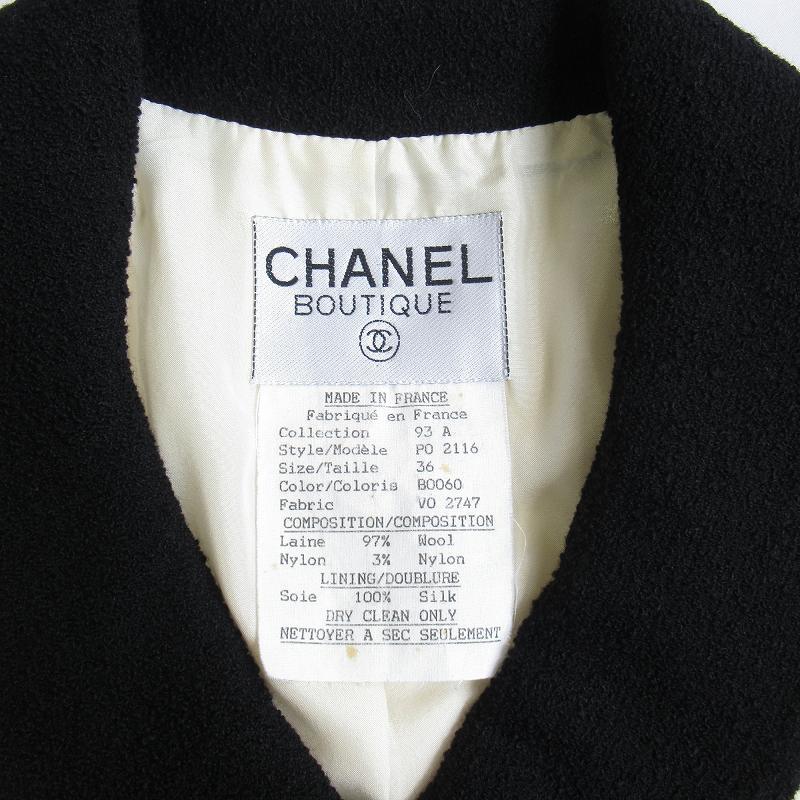 CHANEL
BOUTIQUE
MADE IN FRANCE
Fabriqué en France
Collection 93 A
Style/Modèle PO 2116
Size/Taille 36
Color/Coloris B0060
Fabric VO 2747
COMPOSITION/COMPOSITION
Laine 97% Wool
Nylon 3% Nylon
LINING/DOUBLURE
Soie 100% Silk
DRY CLEAN ONLY
NETTOYER A SEC SEULEMENT